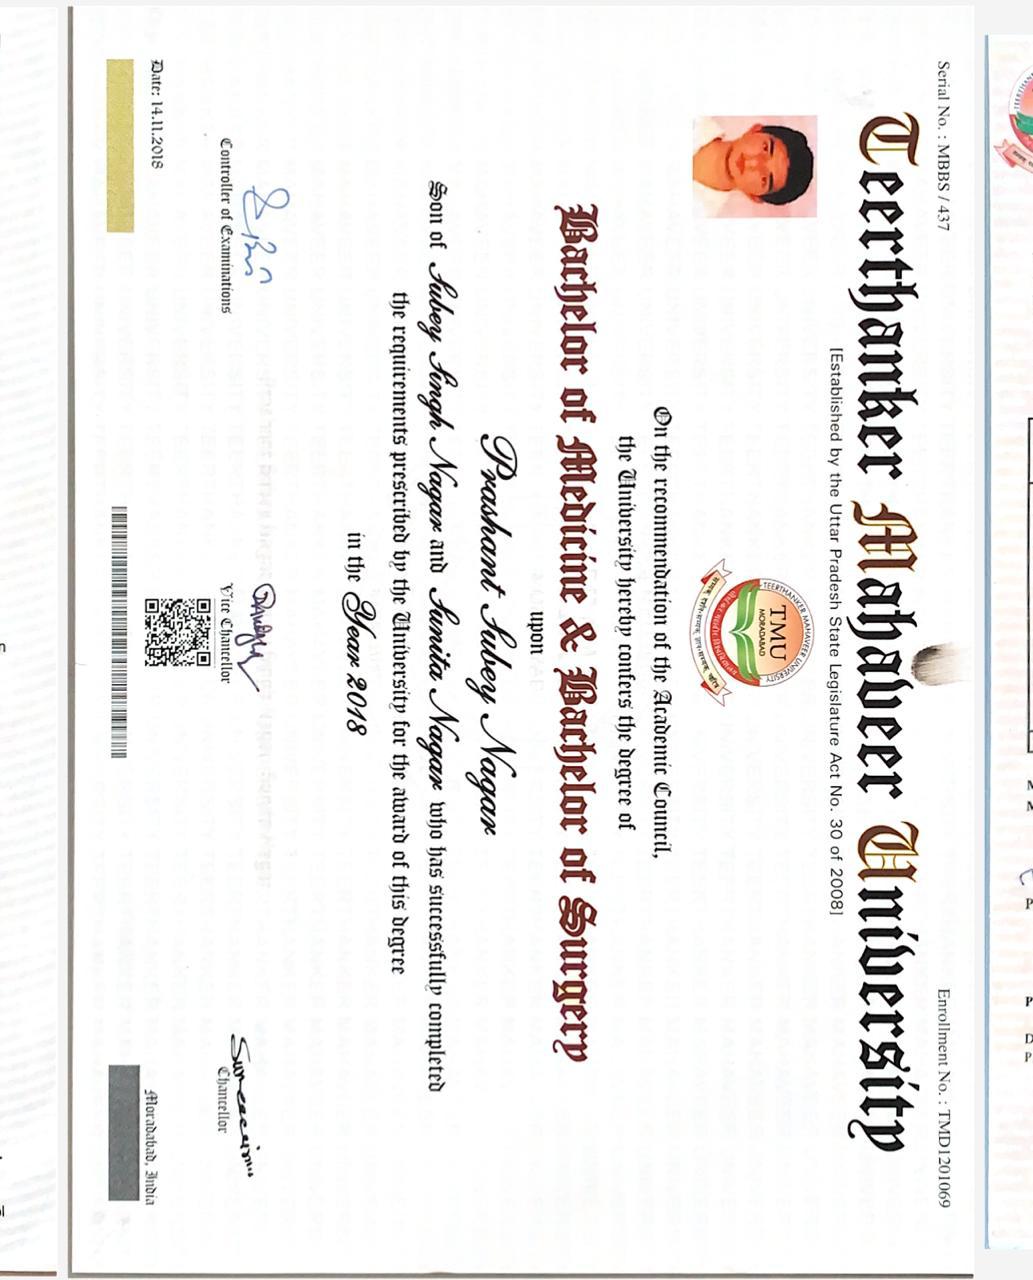 Serial No. : MBBS / 437
Enrollment No. : TMD1201069
Teerthanker Mahaveer University
[Established by the Uttar Pradesh State Legislature Act No. 30 of 2008]
TEERTHANKER MAHAVEER UNIVERSITY
TMU
MORADABAD
On the recommendation of the Academic Council,
the University hereby confers the degree of
Bachelor of Medicine & Bachelor of Surgery
upon
Prashant Subey Nagar
Son of Subey Singh Nagar and Sunita Nagar who has successfully completed
the requirements prescribed by the University for the award of this degree
in the Year 2018
Controller of Examinations
Vice Chancellor
Chancellor
Date: 14.11.2018
Moradabad, India